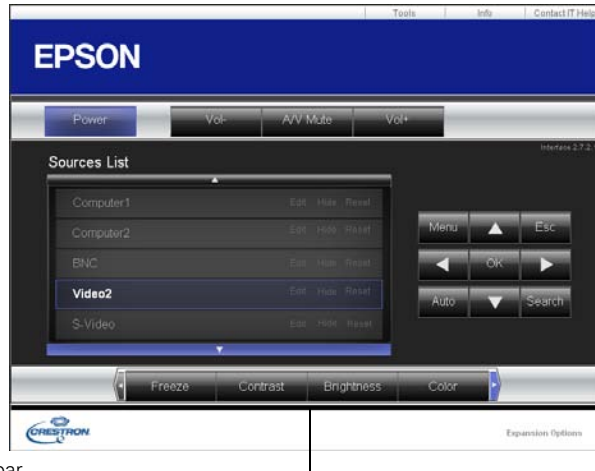 Tools Info Contact IT Help
EPSON
Power Vol- A/V Mute Vol+
Interface 2.7.2.
Sources List
Computer1 Edit Hide Reset
Computer2 Edit Hide Reset
BNC Edit Hide Reset
Video2 Edit Hide Reset
S-Video Edit Hide Reset
Menu Esc
OK
Auto Search
Freeze Contrast Brightness Color
CRESTRON Expansion Options